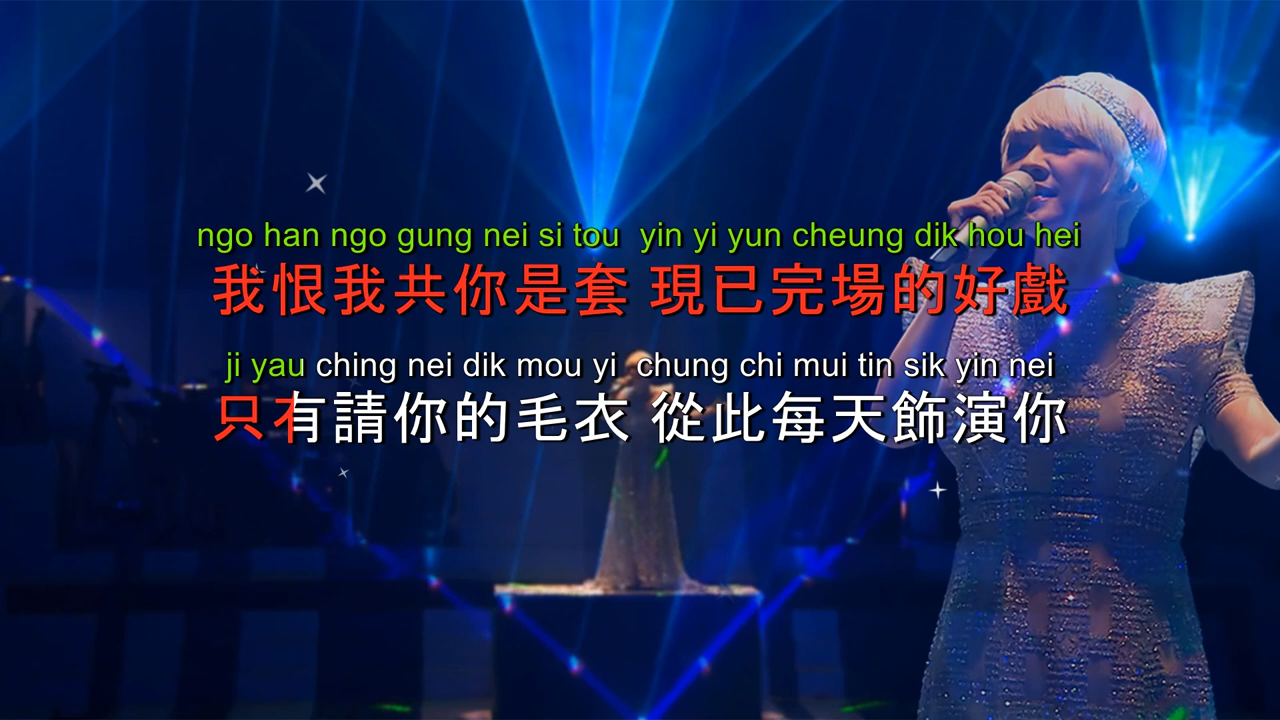 ngo han ngo gung nei si tou  yin yi yun cheung dik hou hei
我恨我共你是套 現已完場的好戲
ji yau ching nei dik mou yi  chung chi mui tin sik yin nei
只有請你的毛衣 從此每天飾演你